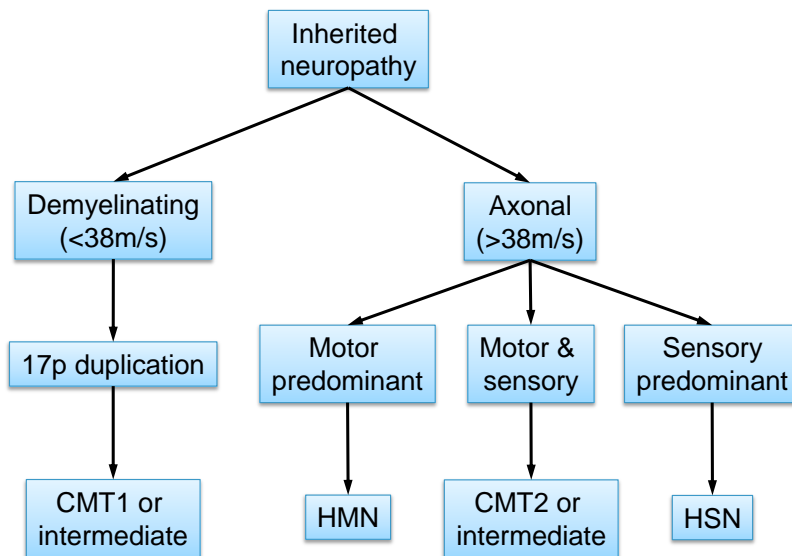 Inherited
neuropathy
Demyelinating
(<38m/s)
Axonal
(>38m/s)
17p duplication
Motor
predominant
Motor &
sensory
Sensory
predominant
CMT1 or
intermediate
HMN
CMT2 or
intermediate
HSN